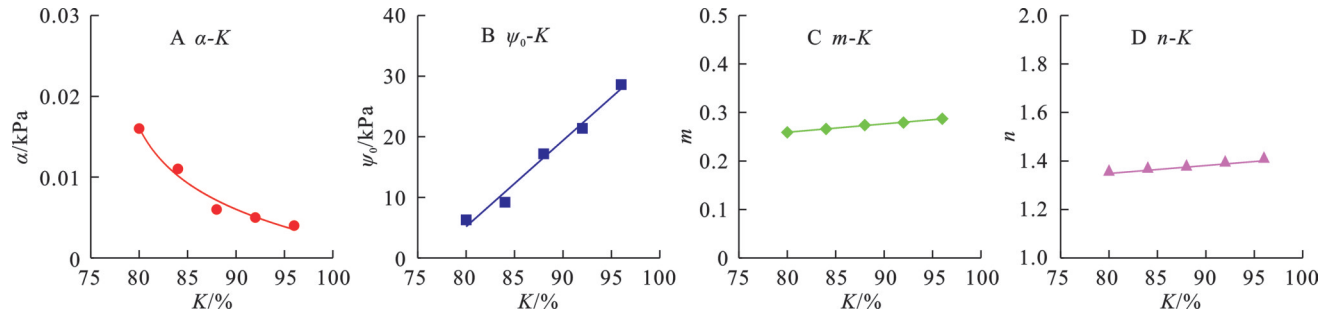 A α-K
0.03
0.02
0.01
0
α/kPa
75 80 85 90 95 100
K/%
B ψ₀-K
40
30
20
10
0
ψ₀/kPa
75 80 85 90 95 100
K/%
C m-K
0.5
0.4
0.3
0.2
0.1
0
m
75 80 85 90 95 100
K/%
D n-K
2.0
1.8
1.6
1.4
1.2
1.0
n
75 80 85 90 95 100
K/%